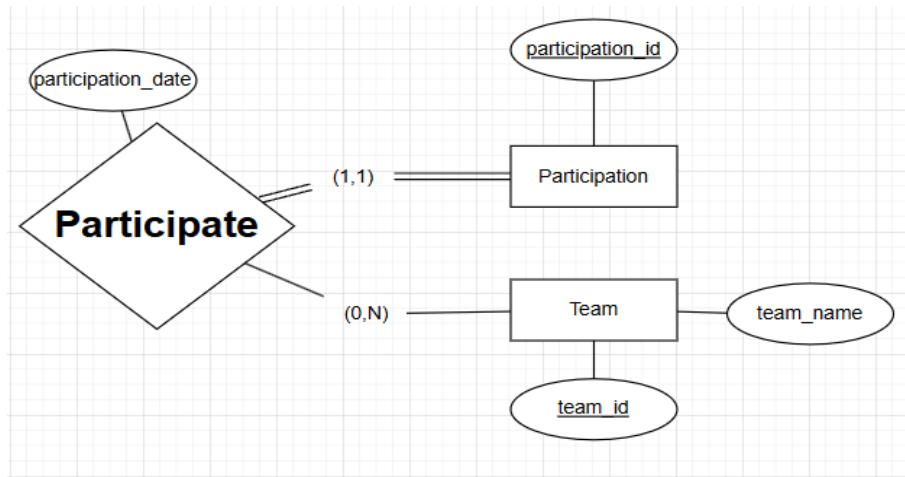 participation_id
participation_date
(1,1)
Participation
Participate
(0,N)
Team
team_name
team_id